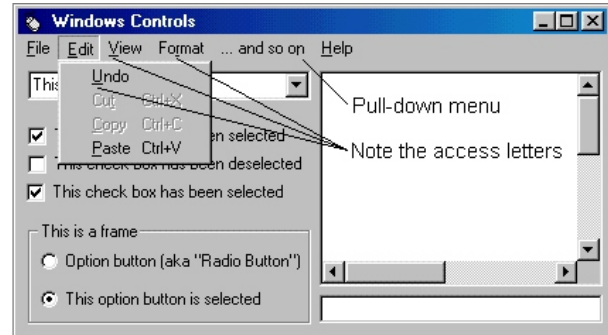 Windows Controls
File Edit View Format ... and so on Help
This
Undo
Cut Ctrl+X
Copy Ctrl+C
Paste Ctrl+V
Pull-down menu
Note the access letters
T en selected
This check box has been deselected
This check box has been selected
This is a frame
Option button (aka "Radio Button")
This option button is selected